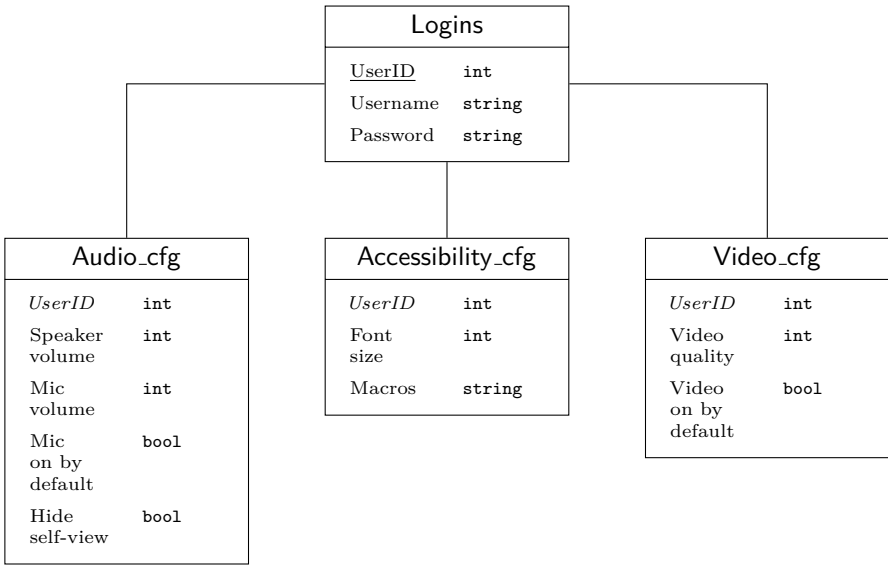 Logins
UserID int
Username string
Password string
Audio_cfg
UserID int
Speaker int
volume
Mic int
volume
Mic bool
on by
default
Hide bool
self-view
Accessibility_cfg
UserID int
Font int
size
Macros string
Video_cfg
UserID int
Video int
quality
Video bool
on by
default